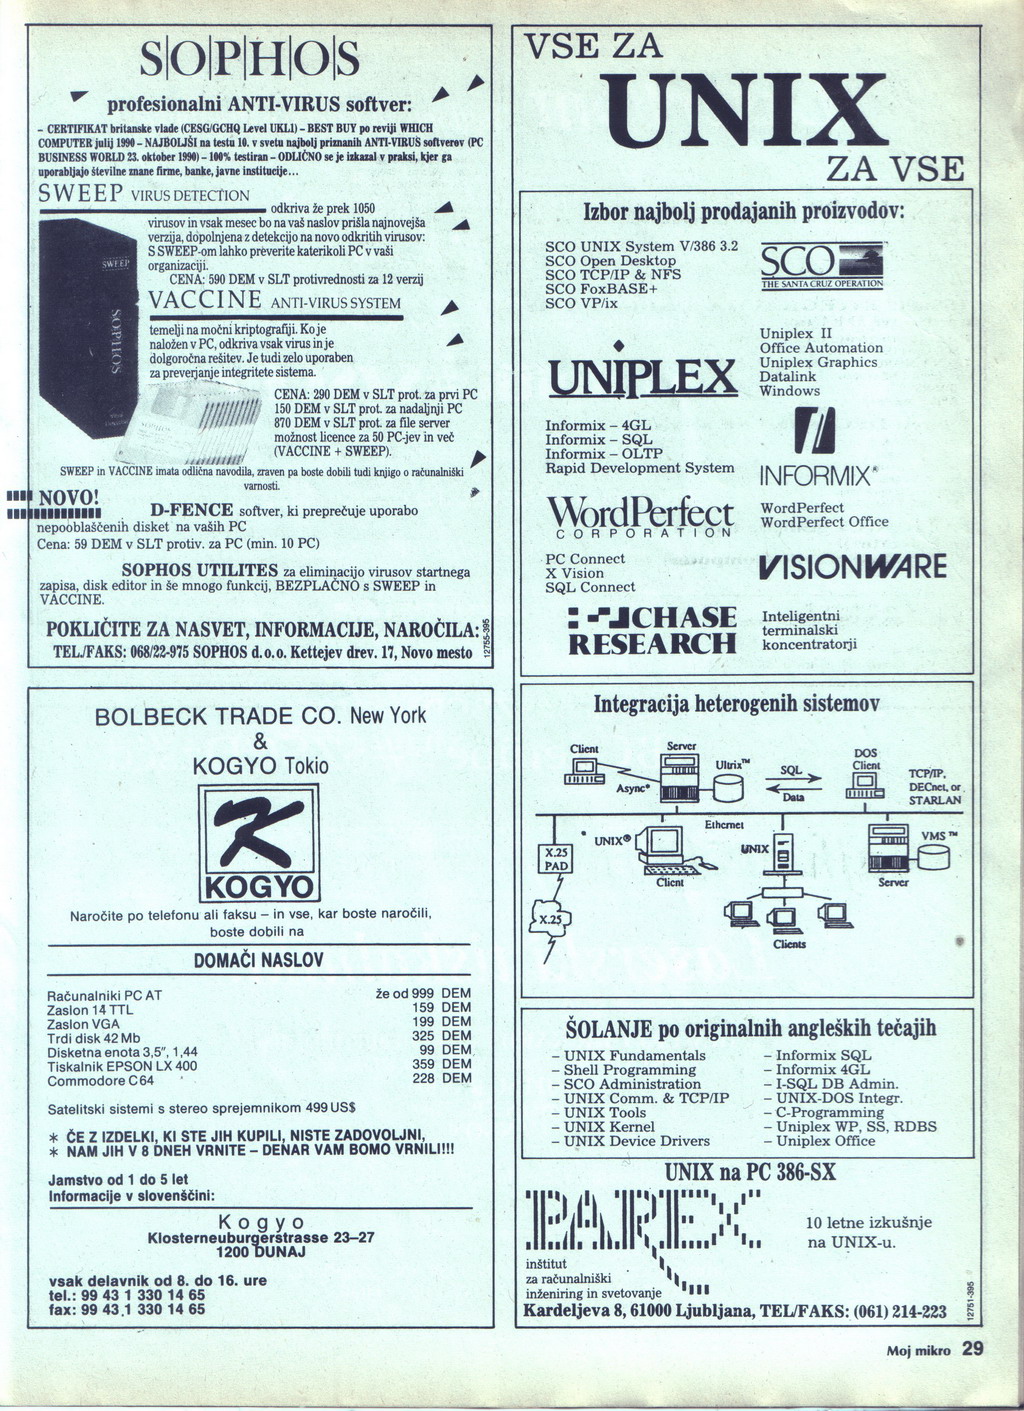 S|O|P|H|O|S
profesionalni ANTI-VIRUS softver:
– CERTIFIKAT britanske vlade (CESG/GCHQ Level UKL1) – BEST BUY po reviji WHICH
COMPUTER julij 1990 – NAJBOLJŠI na testu 10. v svetu najbolj priznanih ANTI-VIRUS softverov (PC
BUSINESS WORLD 23. oktober 1990) – 100% testiran – ODLIČNO se je izkazal v praksi, kjer ga
uporabljajo številne znane firme, banke, javne institucije...
SWEEP VIRUS DETECTION
odkriva že prek 1050
virusov in vsak mesec bo na vaš naslov prišla najnovejša
verzija, dopolnjena z detekcijo na novo odkritih virusov:
S SWEEP-om lahko preverite katerikoli PC v vaši
organizaciji.
CENA: 590 DEM v SLT protivrednosti za 12 verzij
VACCINE ANTI-VIRUS SYSTEM
temelji na močni kriptografiji. Ko je
naložen v PC, odkriva vsak virus in je
dolgoročna rešitev. Je tudi zelo uporaben
za preverjanje integritete sistema.
SWEEP
SOPHOS
CENA: 290 DEM v SLT prot. za prvi PC
150 DEM v SLT prot. za nadaljnji PC
870 DEM v SLT prot. za file server
možnost licence za 50 PC-jev in več
(VACCINE + SWEEP).
SWEEP in VACCINE imata odlična navodila, zraven pa boste dobili tudi knjigo o računalniški
varnosti.
NOVO!
D-FENCE softver, ki preprečuje uporabo
nepooblaščenih disket na vaših PC
Cena: 59 DEM v SLT protiv. za PC (min. 10 PC)
SOPHOS UTILITES za eliminacijo virusov startnega
zapisa, disk editor in še mnogo funkcij, BEZPLAČNO s SWEEP in
VACCINE.
POKLIČITE ZA NASVET, INFORMACIJE, NAROČILA:
TEL./FAKS: 068/22-975 SOPHOS d.o.o. Kettejev drev. 17, Novo mesto
12755-395
BOLBECK TRADE CO. New York
&
KOGYO Tokio
K
KOGYO
Naročite po telefonu ali faksu – in vse, kar boste naročili,
boste dobili na
DOMAČI NASLOV
Računalniki PC AT že od 999 DEM
Zaslon 14 TTL 159 DEM
Zaslon VGA 199 DEM
Trdi disk 42 Mb 325 DEM
Disketna enota 3,5", 1,44 99 DEM
Tiskalnik EPSON LX 400 359 DEM
Commodore C 64 228 DEM
Satelitski sistemi s stereo sprejemnikom 499 US$
* ČE Z IZDELKI, KI STE JIH KUPILI, NISTE ZADOVOLJNI,
* NAM JIH V 8 DNEH VRNITE – DENAR VAM BOMO VRNILI!!!
Jamstvo od 1 do 5 let
Informacije v slovenščini:
Kogyo
Klosterneuburgerstrasse 23–27
1200 DUNAJ
vsak delavnik od 8. do 16. ure
tel.: 99 43 1 330 14 65
fax: 99 43 1 330 14 65
VSE ZA
UNIX
ZA VSE
Izbor najbolj prodajanih proizvodov:
SCO UNIX System V/386 3.2
SCO Open Desktop
SCO TCP/IP & NFS
SCO FoxBASE+
SCO VP/ix
SCO
THE SANTA CRUZ OPERATION
UNIPLEX
Uniplex II
Office Automation
Uniplex Graphics
Datalink
Windows
Informix – 4GL
Informix – SQL
Informix – OLTP
Rapid Development System
INFORMIX®
WordPerfect
CORPORATION
WordPerfect
WordPerfect Office
PC Connect
X Vision
SQL Connect
VISIONWARE
CHASE
RESEARCH
Inteligentni
terminalski
koncentratorji
Integracija heterogenih sistemov
Client
Server
Ultrix™
Async*
SQL
Data
DOS
Client
TCP/IP,
DECnet, or
STARLAN
Ethernet
X.25
PAD
UNIX®
Client
UNIX
VMS™
Server
X.25
Clients
ŠOLANJE po originalnih angleških tečajih
– UNIX Fundamentals
– Shell Programming
– SCO Administration
– UNIX Comm. & TCP/IP
– UNIX Tools
– UNIX Kernel
– UNIX Device Drivers
– Informix SQL
– Informix 4GL
– I-SQL DB Admin.
– UNIX-DOS Integr.
– C-Programming
– Uniplex WP, SS, RDBS
– Uniplex Office
UNIX na PC 386-SX
PAREX
10 letne izkušnje
na UNIX-u.
inštitut
za računalniški
inženiring in svetovanje
Kardeljeva 8, 61000 Ljubljana, TEL/FAKS: (061) 214-223
12751-395
Moj mikro 29